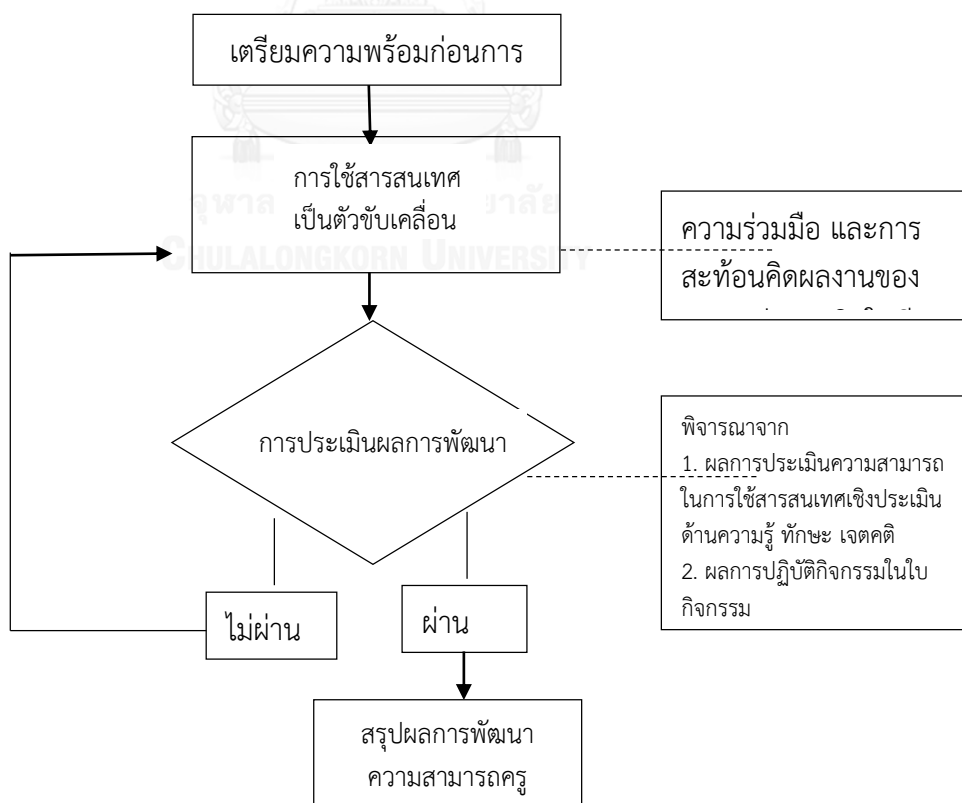 เตรียมความพร้อมก่อนการ
การใช้สารสนเทศ
เป็นตัวขับเคลื่อน
CHULALONGKORN UNIVERSITY
ความร่วมมือ และการ
สะท้อนคิดผลงานของ
การประเมินผลการพัฒนา
พิจารณาจาก
1. ผลการประเมินความสามารถ
ในการใช้สารสนเทศเชิงประเมิน
ด้านความรู้ ทักษะ เจตคติ
2. ผลการปฏิบัติกิจกรรมในใบ
กิจกรรม
ไม่ผ่าน
ผ่าน
สรุปผลการพัฒนา
ความสามารถครู